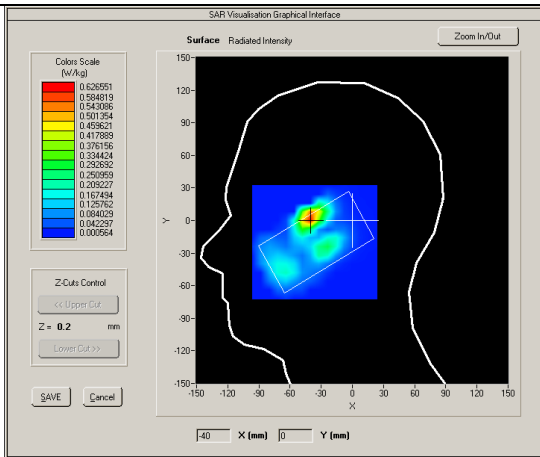 SAR Visualisation Graphical Interface
Surface Radiated Intensity
Zoom In/Out
Colors Scale
(W/kg)
0.626551
0.584819
0.543086
0.501354
0.459621
0.417889
0.376156
0.334424
0.292692
0.250959
0.209227
0.167494
0.125762
0.084029
0.042297
0.000564
Z-Cuts Control
<< Upper Cut
Z = 0.2 mm
Lower Cut >>
SAVE Cancel
150
120
90
60
30
0
-30
-60
-90
-120
-150
Y
-150 -120 -90 -60 -30 0 30 60 90 120 150
X
-40 X (mm) 0 Y (mm)